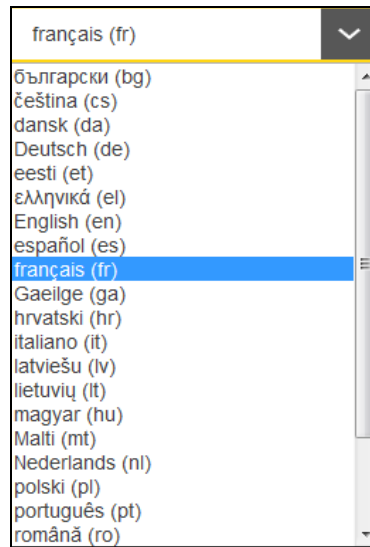 français (fr)
български (bg)
čeština (cs)
dansk (da)
Deutsch (de)
eesti (et)
ελληνικά (el)
English (en)
español (es)
français (fr)
Gaeilge (ga)
hrvatski (hr)
italiano (it)
latviešu (lv)
lietuvių (lt)
magyar (hu)
Malti (mt)
Nederlands (nl)
polski (pl)
português (pt)
română (ro)